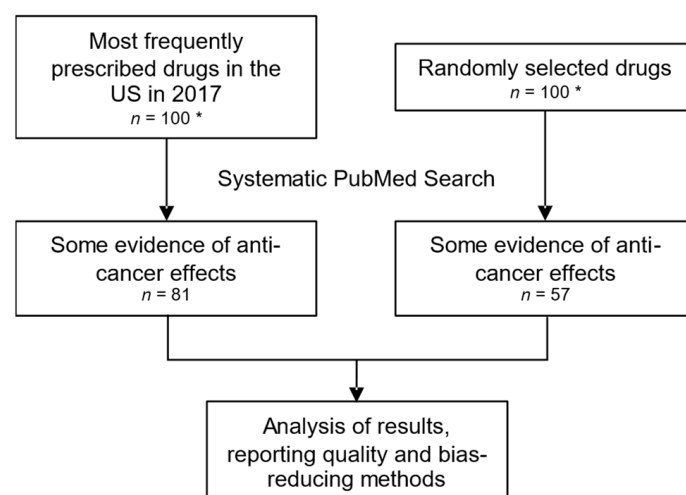 Most frequently
prescribed drugs in the
US in 2017
n = 100 *
Randomly selected drugs
n = 100 *
Systematic PubMed Search
Some evidence of anti-
cancer effects
n = 81
Some evidence of anti-
cancer effects
n = 57
Analysis of results,
reporting quality and bias-
reducing methods